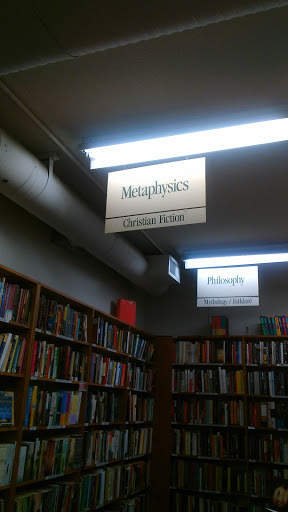 Metaphysics
Christian Fiction
Philosophy
Mythology / Folklore